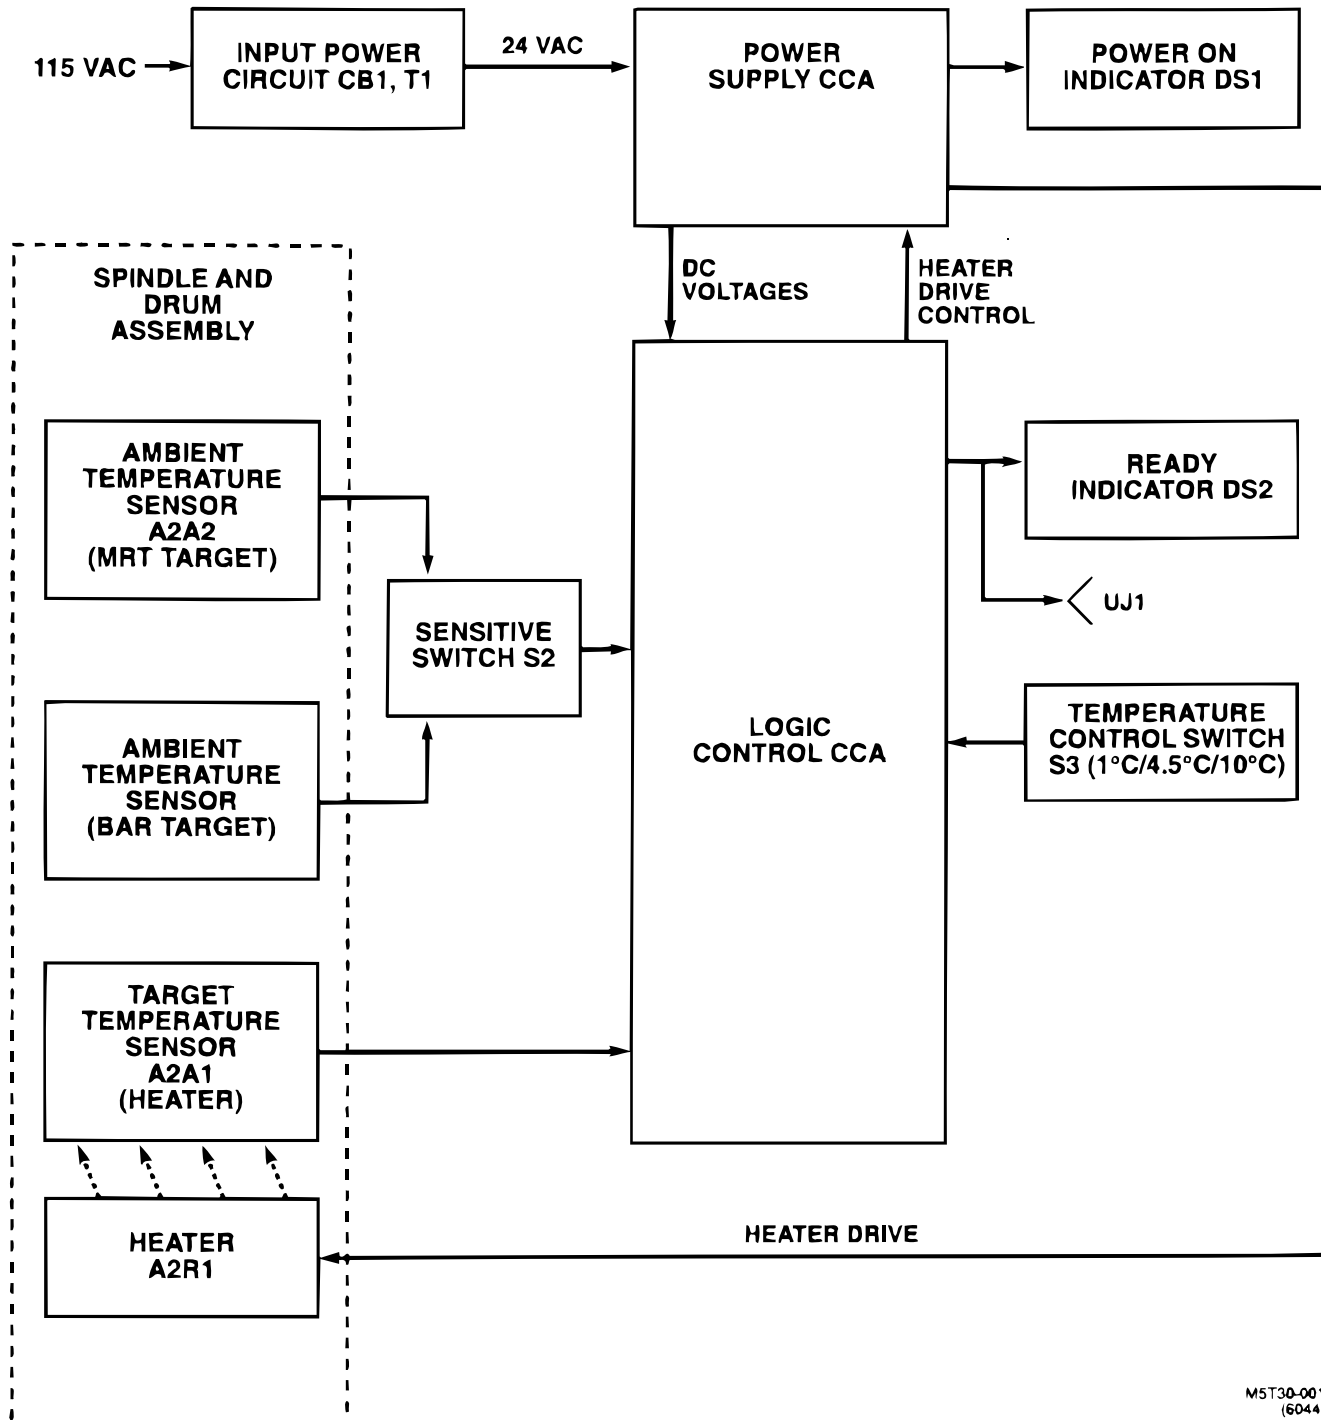 115 VAC
INPUT POWER
CIRCUIT CB1, T1
24 VAC
POWER
SUPPLY CCA
POWER ON
INDICATOR DS1
DC
VOLTAGES
HEATER
DRIVE
CONTROL
SPINDLE AND
DRUM
ASSEMBLY
AMBIENT
TEMPERATURE
SENSOR
A2A2
(MRT TARGET)
SENSITIVE
SWITCH S2
AMBIENT
TEMPERATURE
SENSOR
(BAR TARGET)
LOGIC
CONTROL CCA
READY
INDICATOR DS2
UJ1
TEMPERATURE
CONTROL SWITCH
S3 (1°C/4.5°C/10°C)
TARGET
TEMPERATURE
SENSOR
A2A1
(HEATER)
HEATER
A2R1
HEATER DRIVE
M5T30-001
(6044